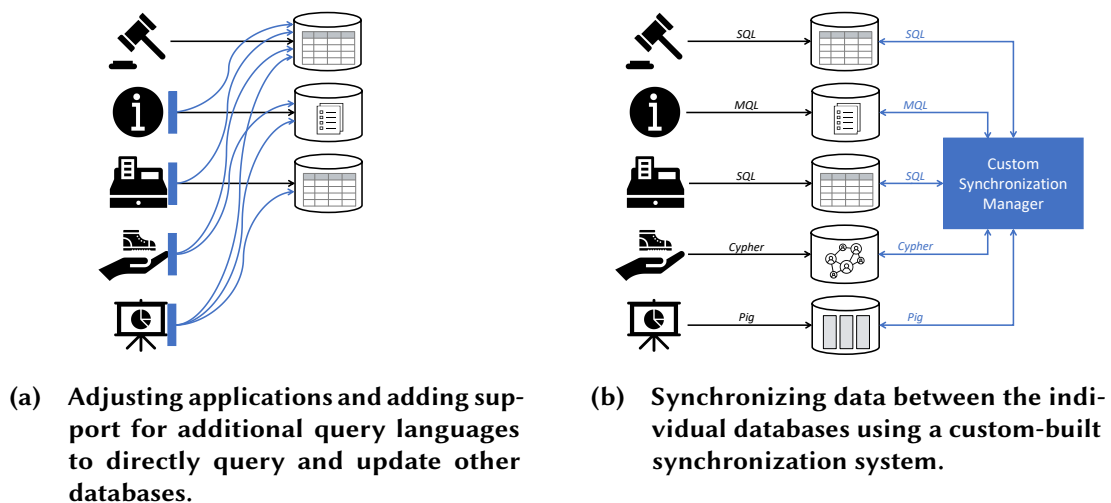 SQL
SQL
MQL
MQL
SQL
SQL
Custom
Synchronization
Manager
Cypher
Cypher
Pig
Pig
(a) Adjusting applications and adding sup-
port for additional query languages
to directly query and update other
databases.
(b) Synchronizing data between the indi-
vidual databases using a custom-built
synchronization system.